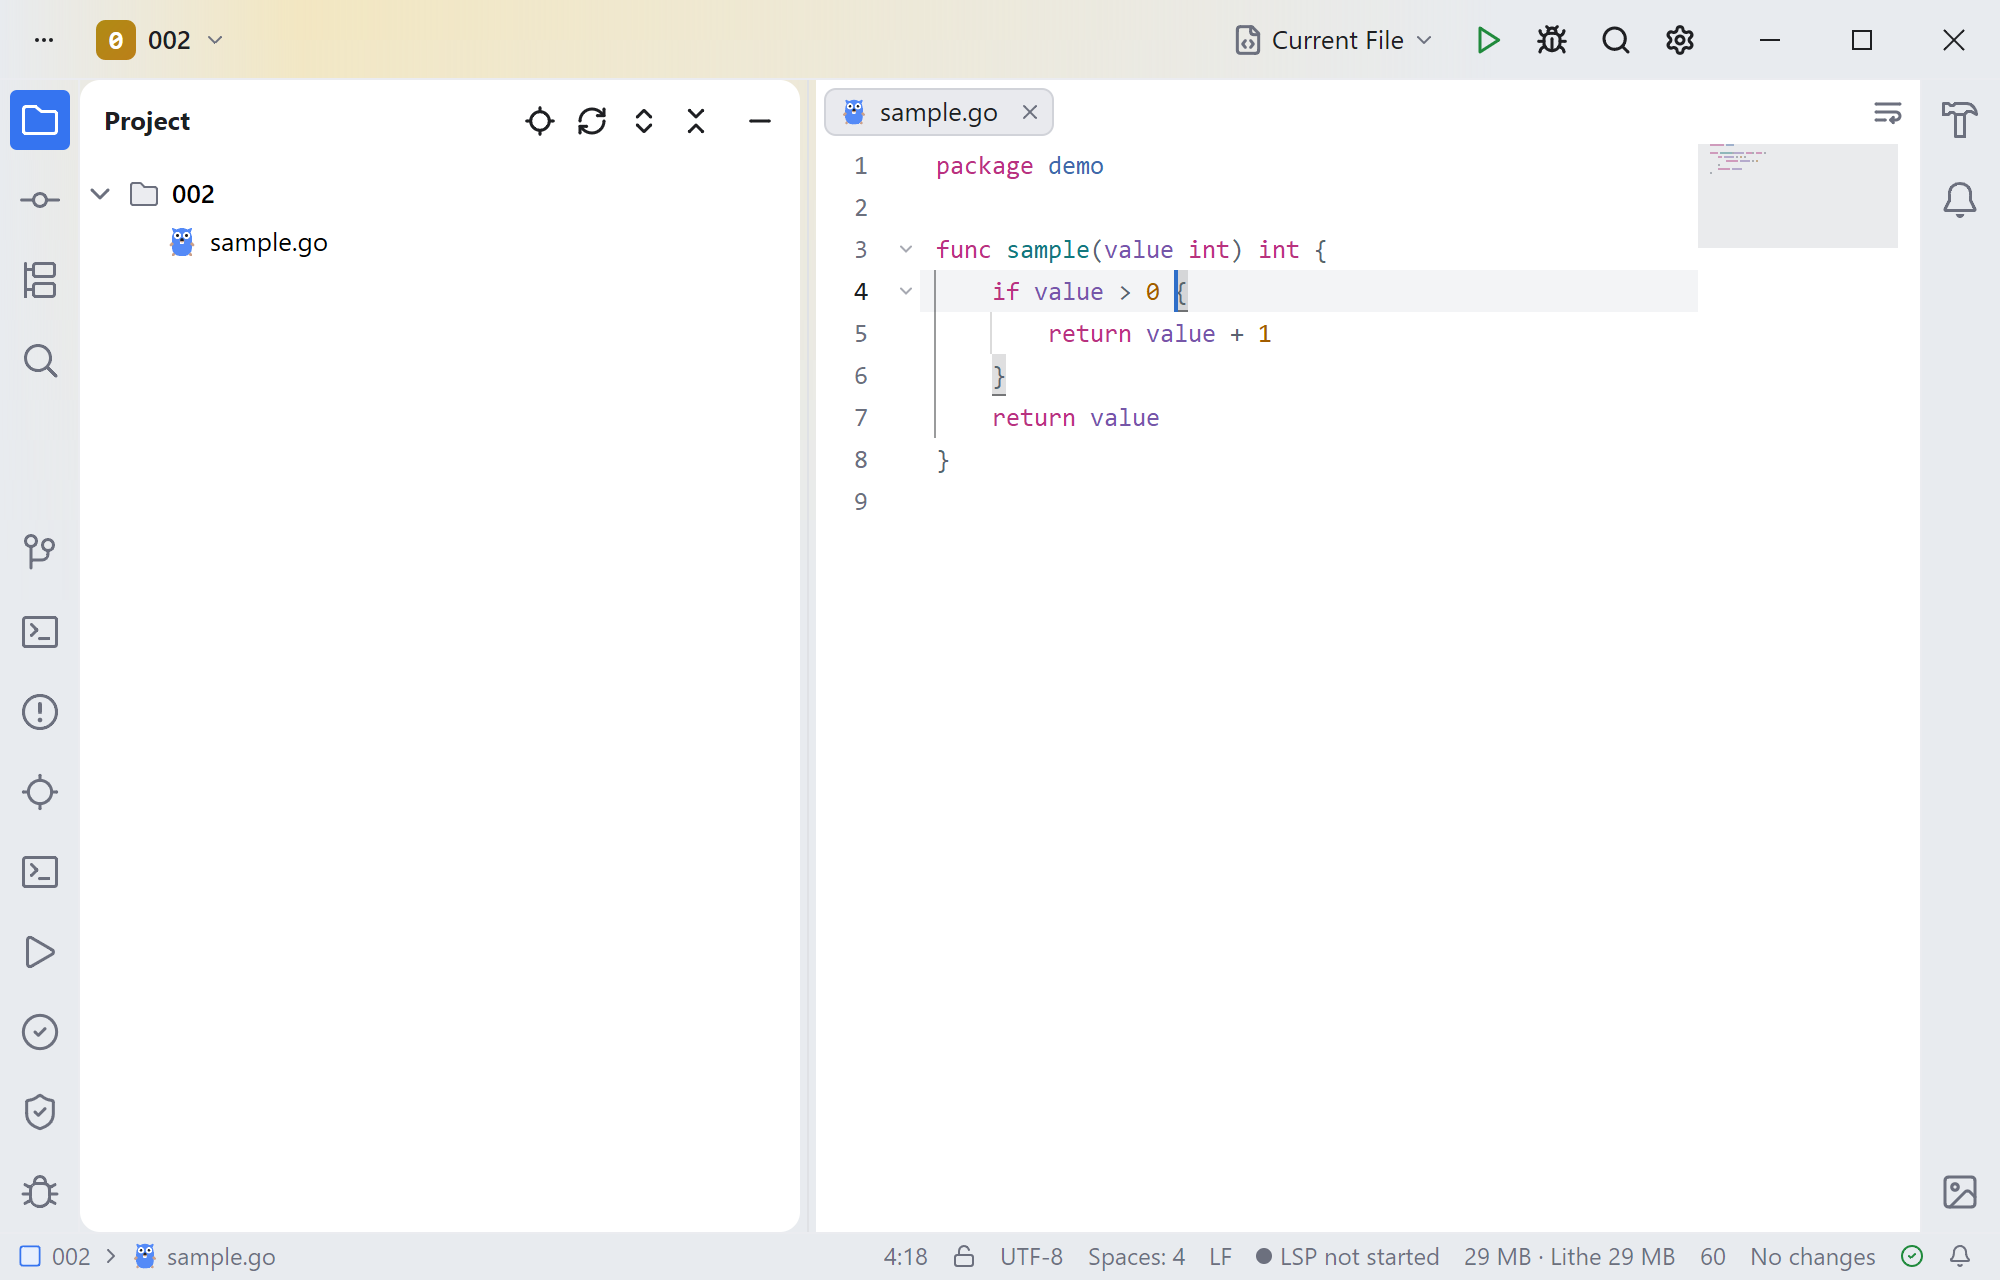 0 002 Current File
Project
002
sample.go
sample.go
1 package demo
2
3 func sample(value int) int {
4 if value > 0 {
5 return value + 1
6 }
7 return value
8 }
9
002 sample.go 4:18 UTF-8 Spaces: 4 LF LSP not started 29 MB · Lithe 29 MB 60 No changes